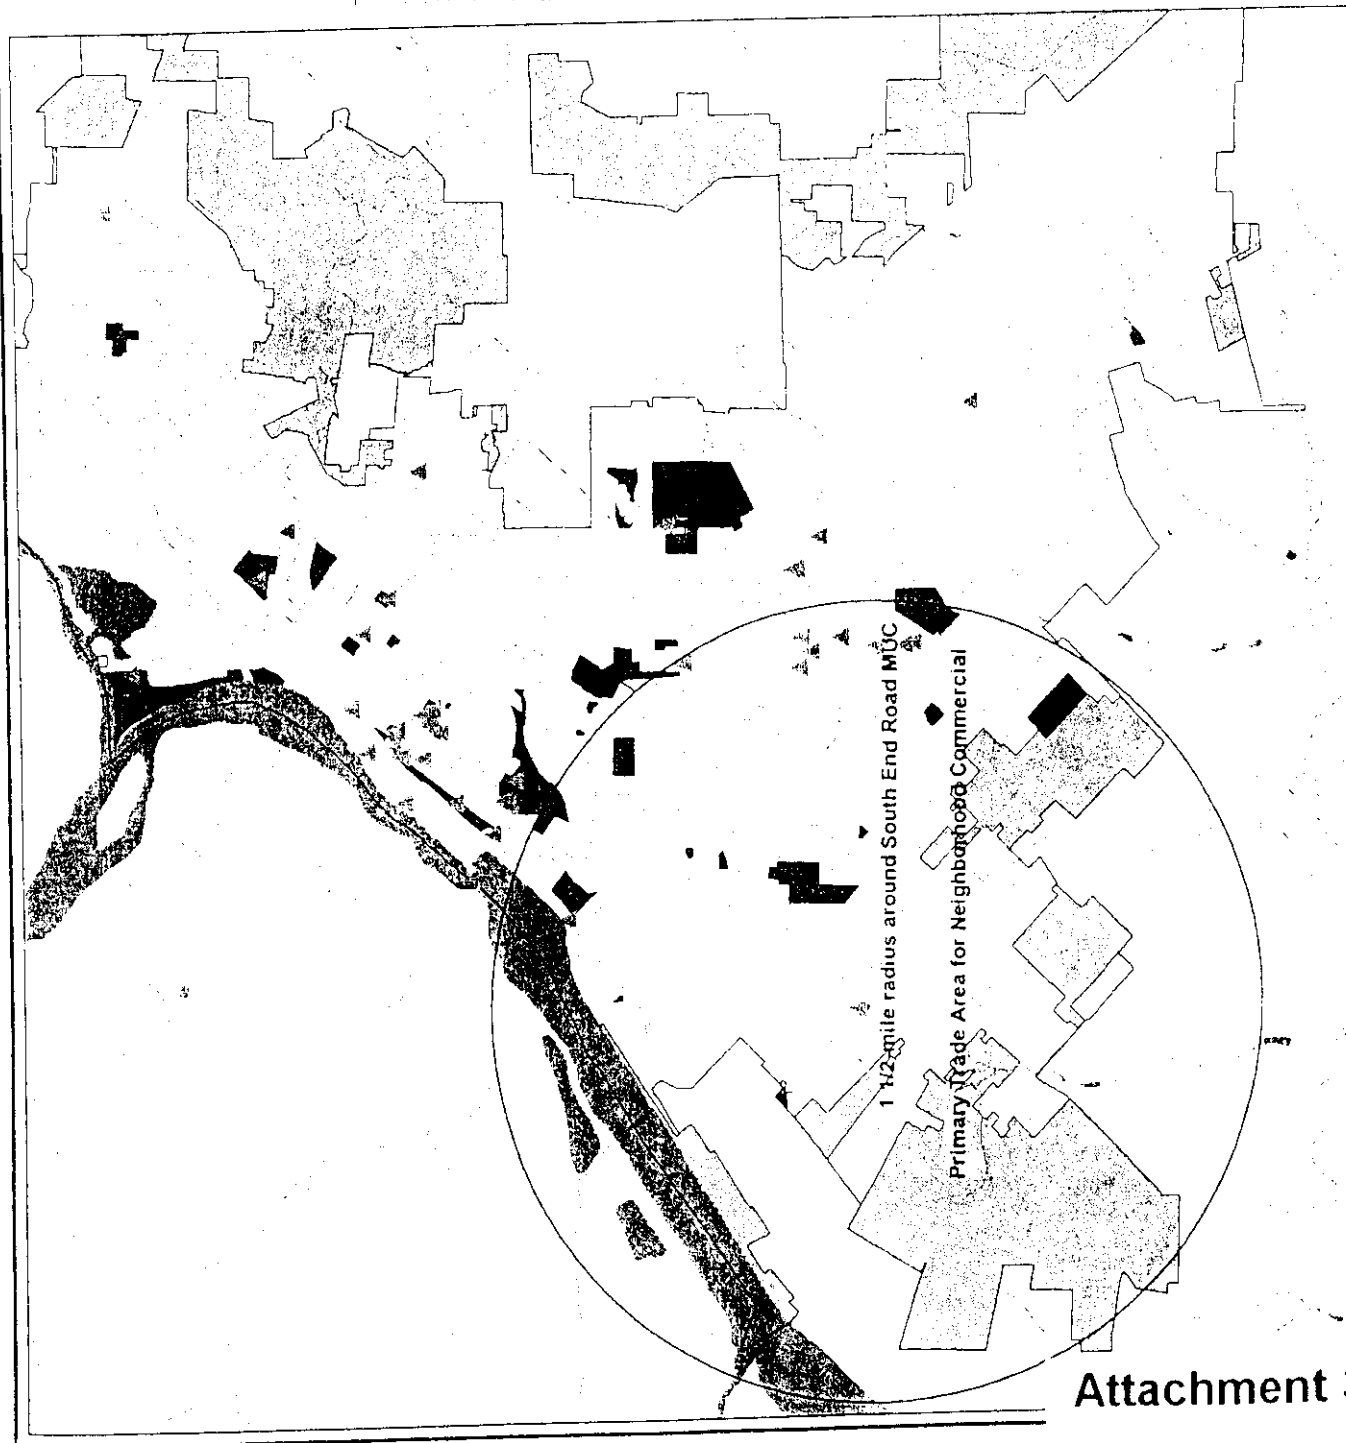 1 1/2 mile radius around South End Road MUC
Primary Trade Area for Neighborhood Commercial
Attachment